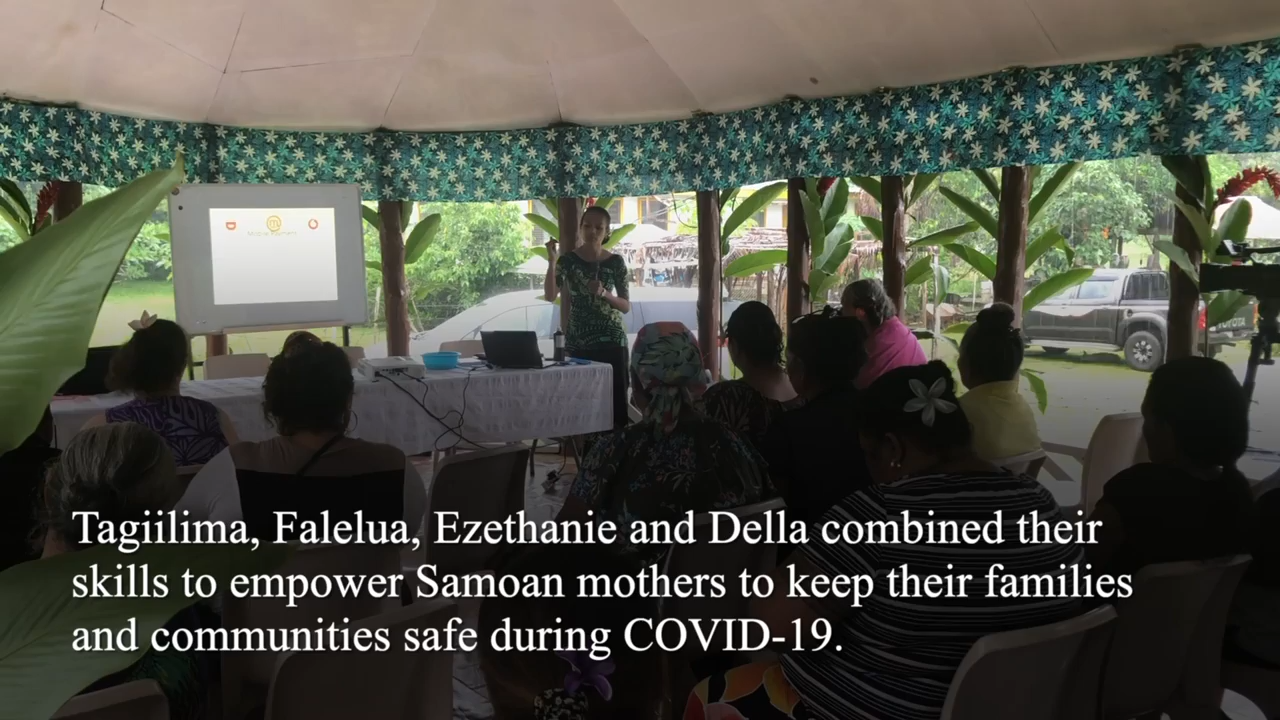 Tagiilima, Falelua, Ezethanie and Della combined their
skills to empower Samoan mothers to keep their families
and communities safe during COVID-19.
TOYOTA